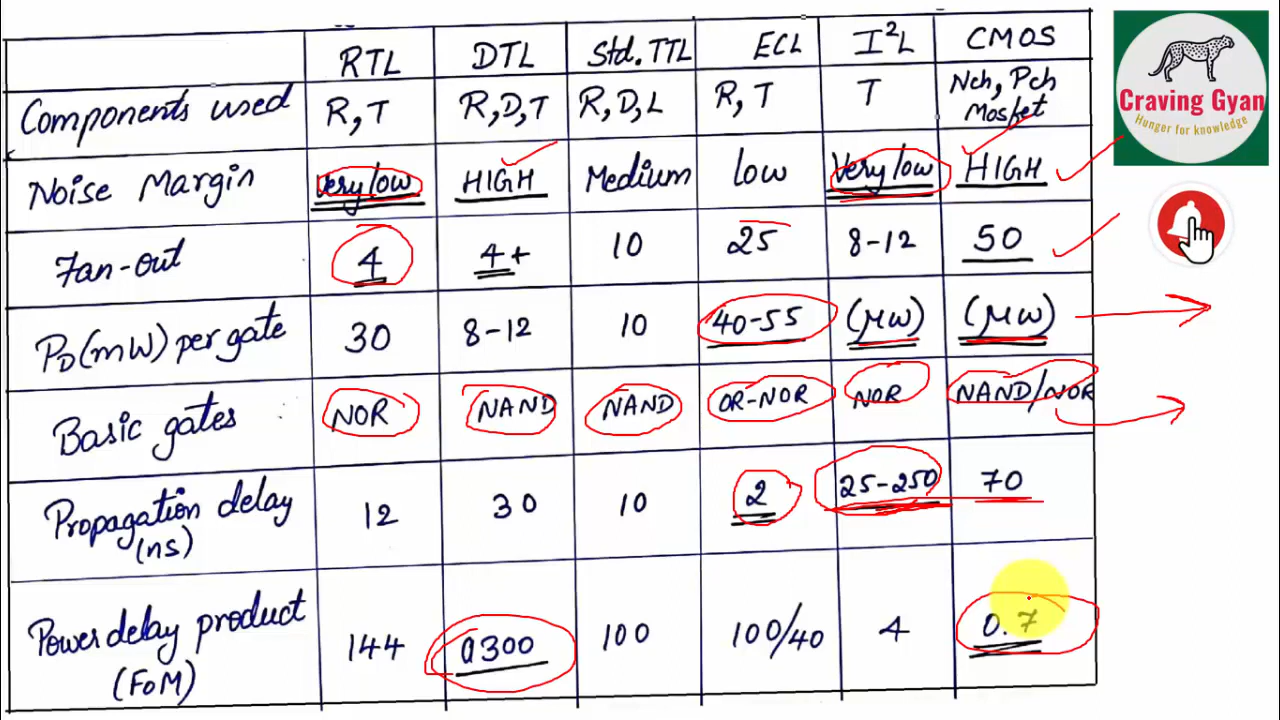 RTL DTL Std. TTL ECL I²L CMOS
Components used R, T R, D, T R, D, L R, T T Nch, Pch Mosfet
Noise Margin Very low HIGH Medium low Very low HIGH
Fan-out 4 4+ 10 25 8-12 50
PD(mW) per gate 30 8-12 10 40-55 (μW) (μW)
Basic gates NOR NAND NAND OR-NOR NOR NAND/NOR
Propagation delay (ns) 12 30 10 2 25-250 70
Power delay product (FoM) 144 300 100 100/40 4 0.7
Craving Gyan
Hunger for knowledge